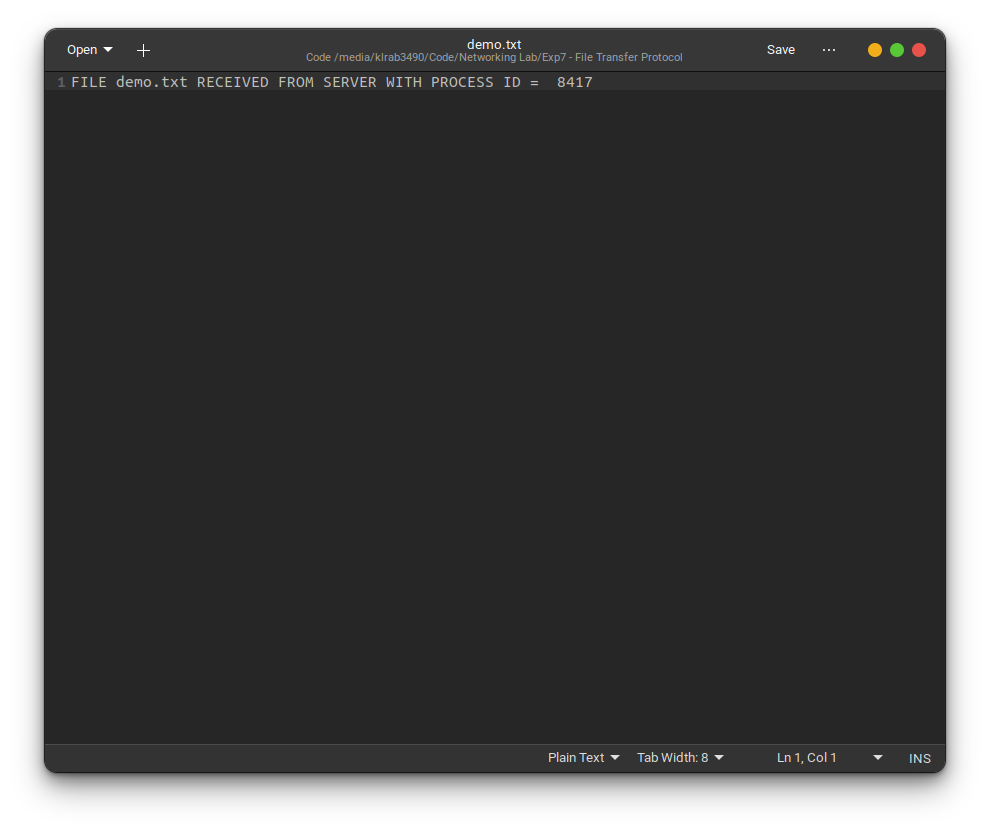 Open
demo.txt
Code /media/klrab3490/Code/Networking Lab/Exp7 - File Transfer Protocol
Save
1 FILE demo.txt RECEIVED FROM SERVER WITH PROCESS ID =  8417
Plain Text
Tab Width: 8
Ln 1, Col 1
INS